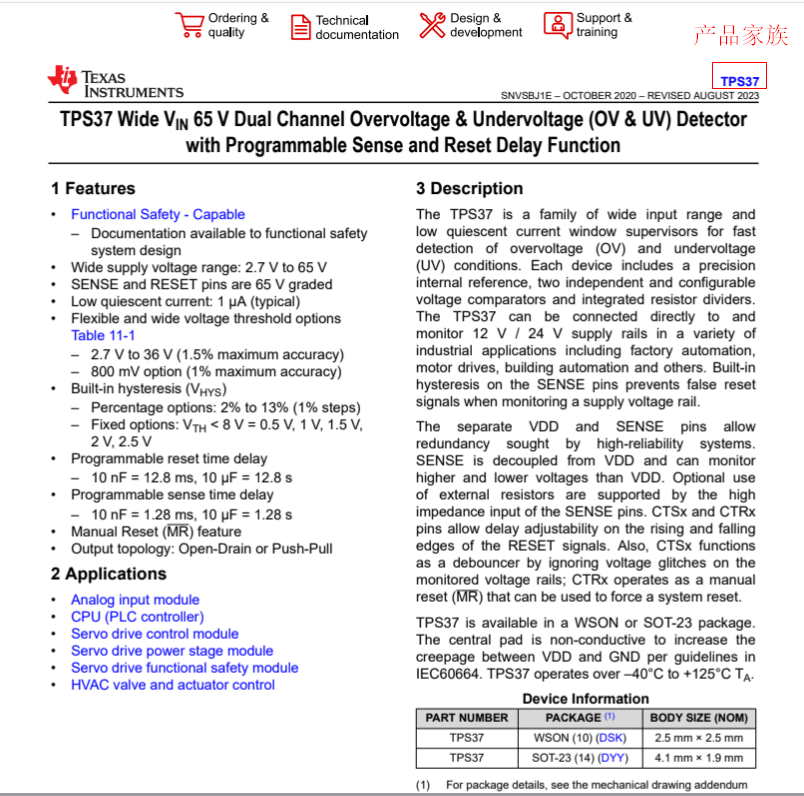 Ordering &
quality
Technical
documentation
Design &
development
Support &
training
产品家族
TEXAS
INSTRUMENTS
TPS37
SNVSBJ1E – OCTOBER 2020 – REVISED AUGUST 2023
TPS37 Wide VIN 65 V Dual Channel Overvoltage & Undervoltage (OV & UV) Detector
with Programmable Sense and Reset Delay Function
1 Features
• Functional Safety - Capable
– Documentation available to functional safety
system design
• Wide supply voltage range: 2.7 V to 65 V
• SENSE and RESET pins are 65 V graded
• Low quiescent current: 1 µA (typical)
• Flexible and wide voltage threshold options
Table 11-1
– 2.7 V to 36 V (1.5% maximum accuracy)
– 800 mV option (1% maximum accuracy)
• Built-in hysteresis (VHYS)
– Percentage options: 2% to 13% (1% steps)
– Fixed options: VTH < 8 V = 0.5 V, 1 V, 1.5 V,
2 V, 2.5 V
• Programmable reset time delay
– 10 nF = 12.8 ms, 10 µF = 12.8 s
• Programmable sense time delay
– 10 nF = 1.28 ms, 10 µF = 1.28 s
• Manual Reset (MR) feature
• Output topology: Open-Drain or Push-Pull
2 Applications
• Analog input module
• CPU (PLC controller)
• Servo drive control module
• Servo drive power stage module
• Servo drive functional safety module
• HVAC valve and actuator control
3 Description
The TPS37 is a family of wide input range and
low quiescent current window supervisors for fast
detection of overvoltage (OV) and undervoltage
(UV) conditions. Each device includes a precision
internal reference, two independent and configurable
voltage comparators and integrated resistor dividers.
The TPS37 can be connected directly to and
monitor 12 V / 24 V supply rails in a variety of
industrial applications including factory automation,
motor drives, building automation and others. Built-in
hysteresis on the SENSE pins prevents false reset
signals when monitoring a supply voltage rail.
The separate VDD and SENSE pins allow
redundancy sought by high-reliability systems.
SENSE is decoupled from VDD and can monitor
higher and lower voltages than VDD. Optional use
of external resistors are supported by the high
impedance input of the SENSE pins. CTSx and CTRx
pins allow delay adjustability on the rising and falling
edges of the RESET signals. Also, CTSx functions
as a debouncer by ignoring voltage glitches on the
monitored voltage rails; CTRx operates as a manual
reset (MR) that can be used to force a system reset.
TPS37 is available in a WSON or SOT-23 package.
The central pad is non-conductive to increase the
creepage between VDD and GND per guidelines in
IEC60664. TPS37 operates over –40°C to +125°C TA.
Device Information
PART NUMBER PACKAGE (1) BODY SIZE (NOM)
TPS37 WSON (10) (DSK) 2.5 mm × 2.5 mm
TPS37 SOT-23 (14) (DYY) 4.1 mm × 1.9 mm
(1) For package details, see the mechanical drawing addendum